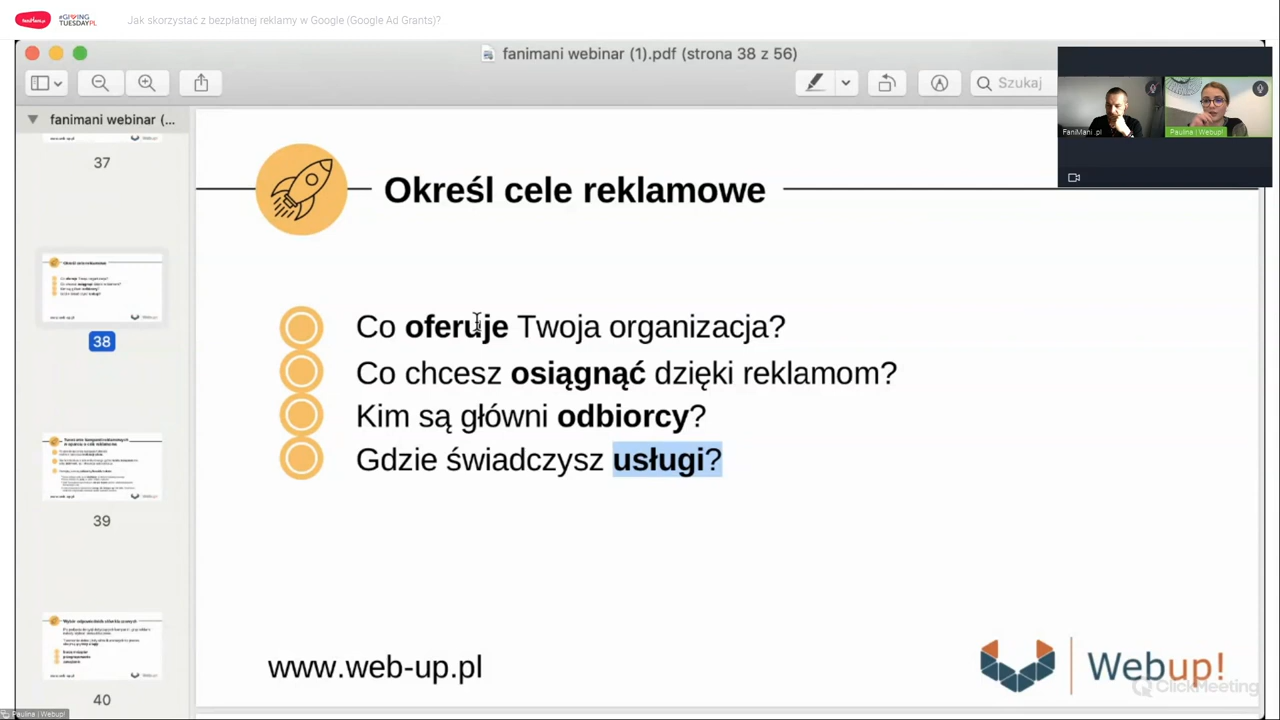 FaniMani.pl
#GIVING
TUESDAYPL
Jak skorzystać z bezpłatnej reklamy w Google (Google Ad Grants)?
fanimani webinar (1).pdf (strona 38 z 56)
Szukaj
fanimani webinar (...
37
38
39
40
Określ cele reklamowe
Co oferuje Twoja organizacja?
Co chcesz osiągnąć dzięki reklamom?
Kim są główni odbiorcy?
Gdzie świadczysz usługi?
www.web-up.pl
Webup!
ClickMeeting
FaniMani .pl
Paulina | Webup!
Paulina | Webup!